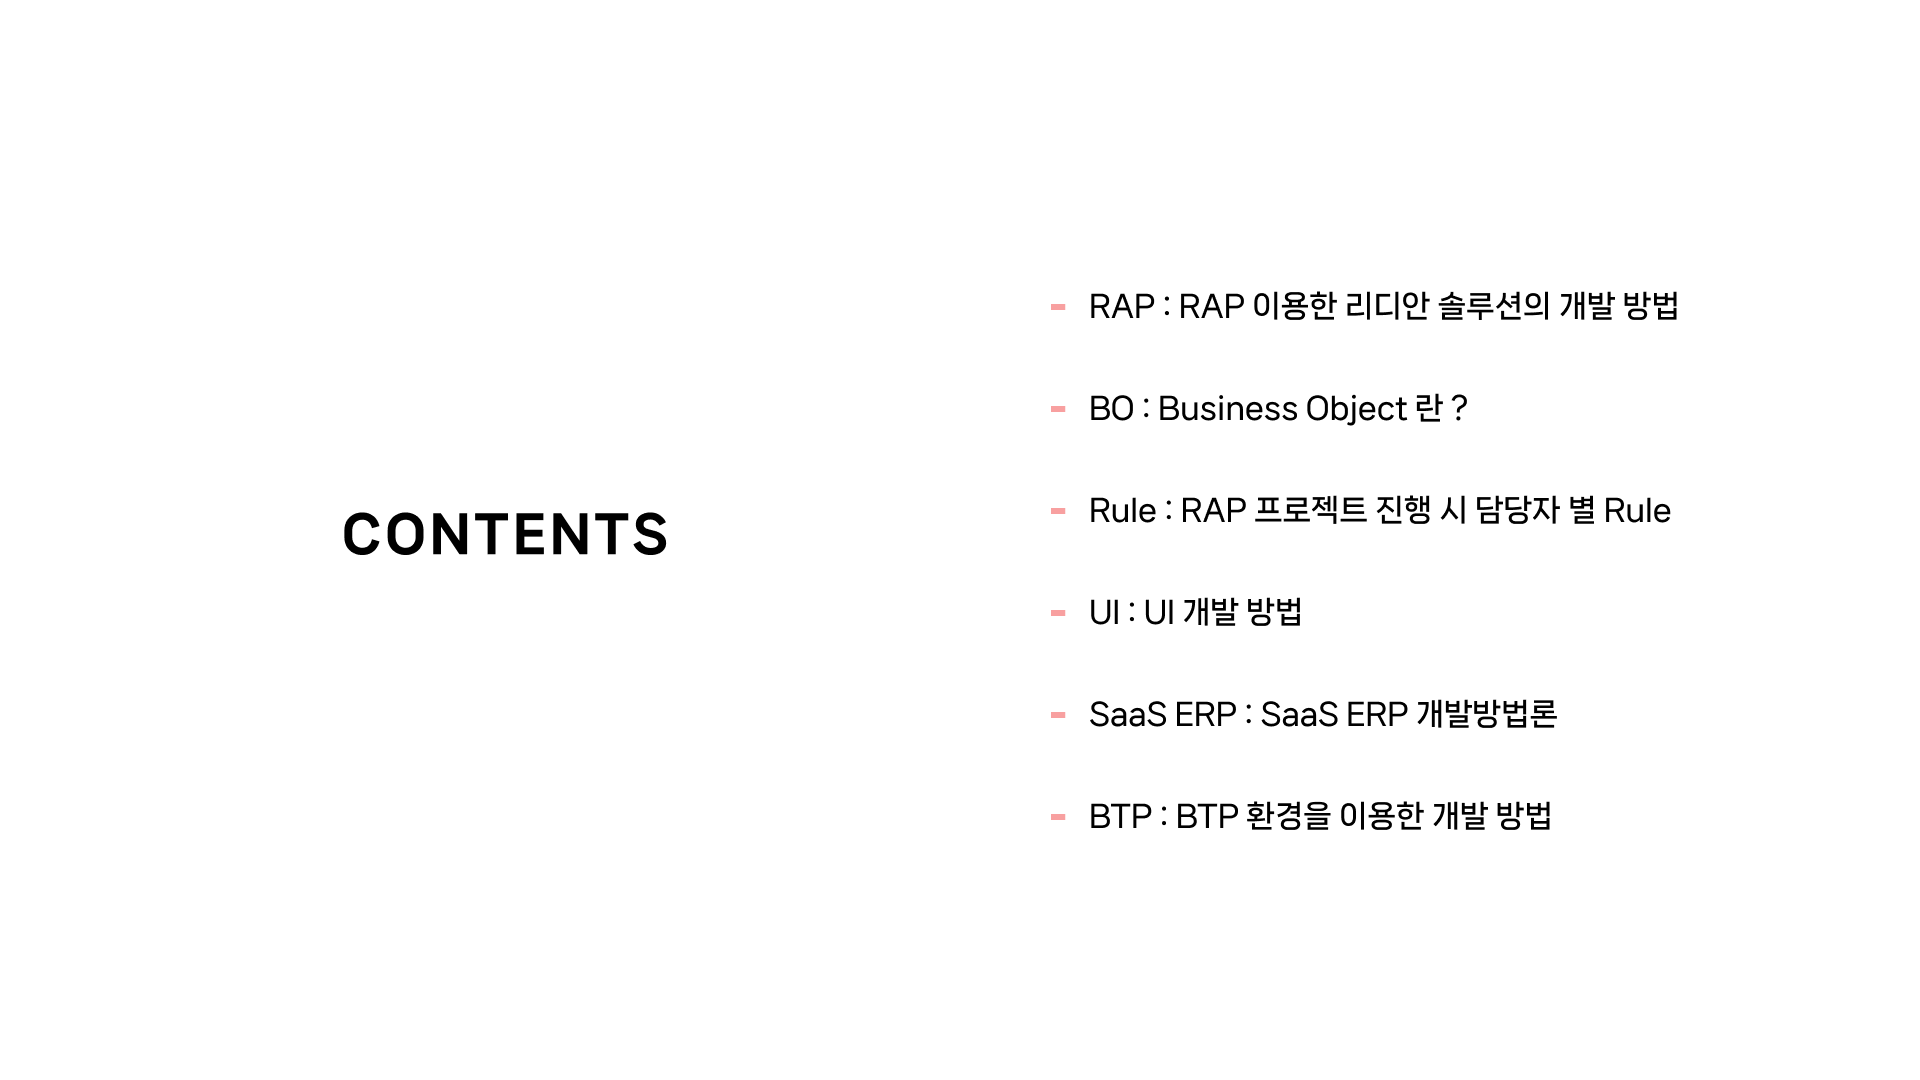 CONTENTS
- RAP : RAP 이용한 리디안 솔루션의 개발 방법
- BO : Business Object 란 ?
- Rule : RAP 프로젝트 진행 시 담당자 별 Rule
- UI : UI 개발 방법
- SaaS ERP : SaaS ERP 개발방법론
- BTP : BTP 환경을 이용한 개발 방법